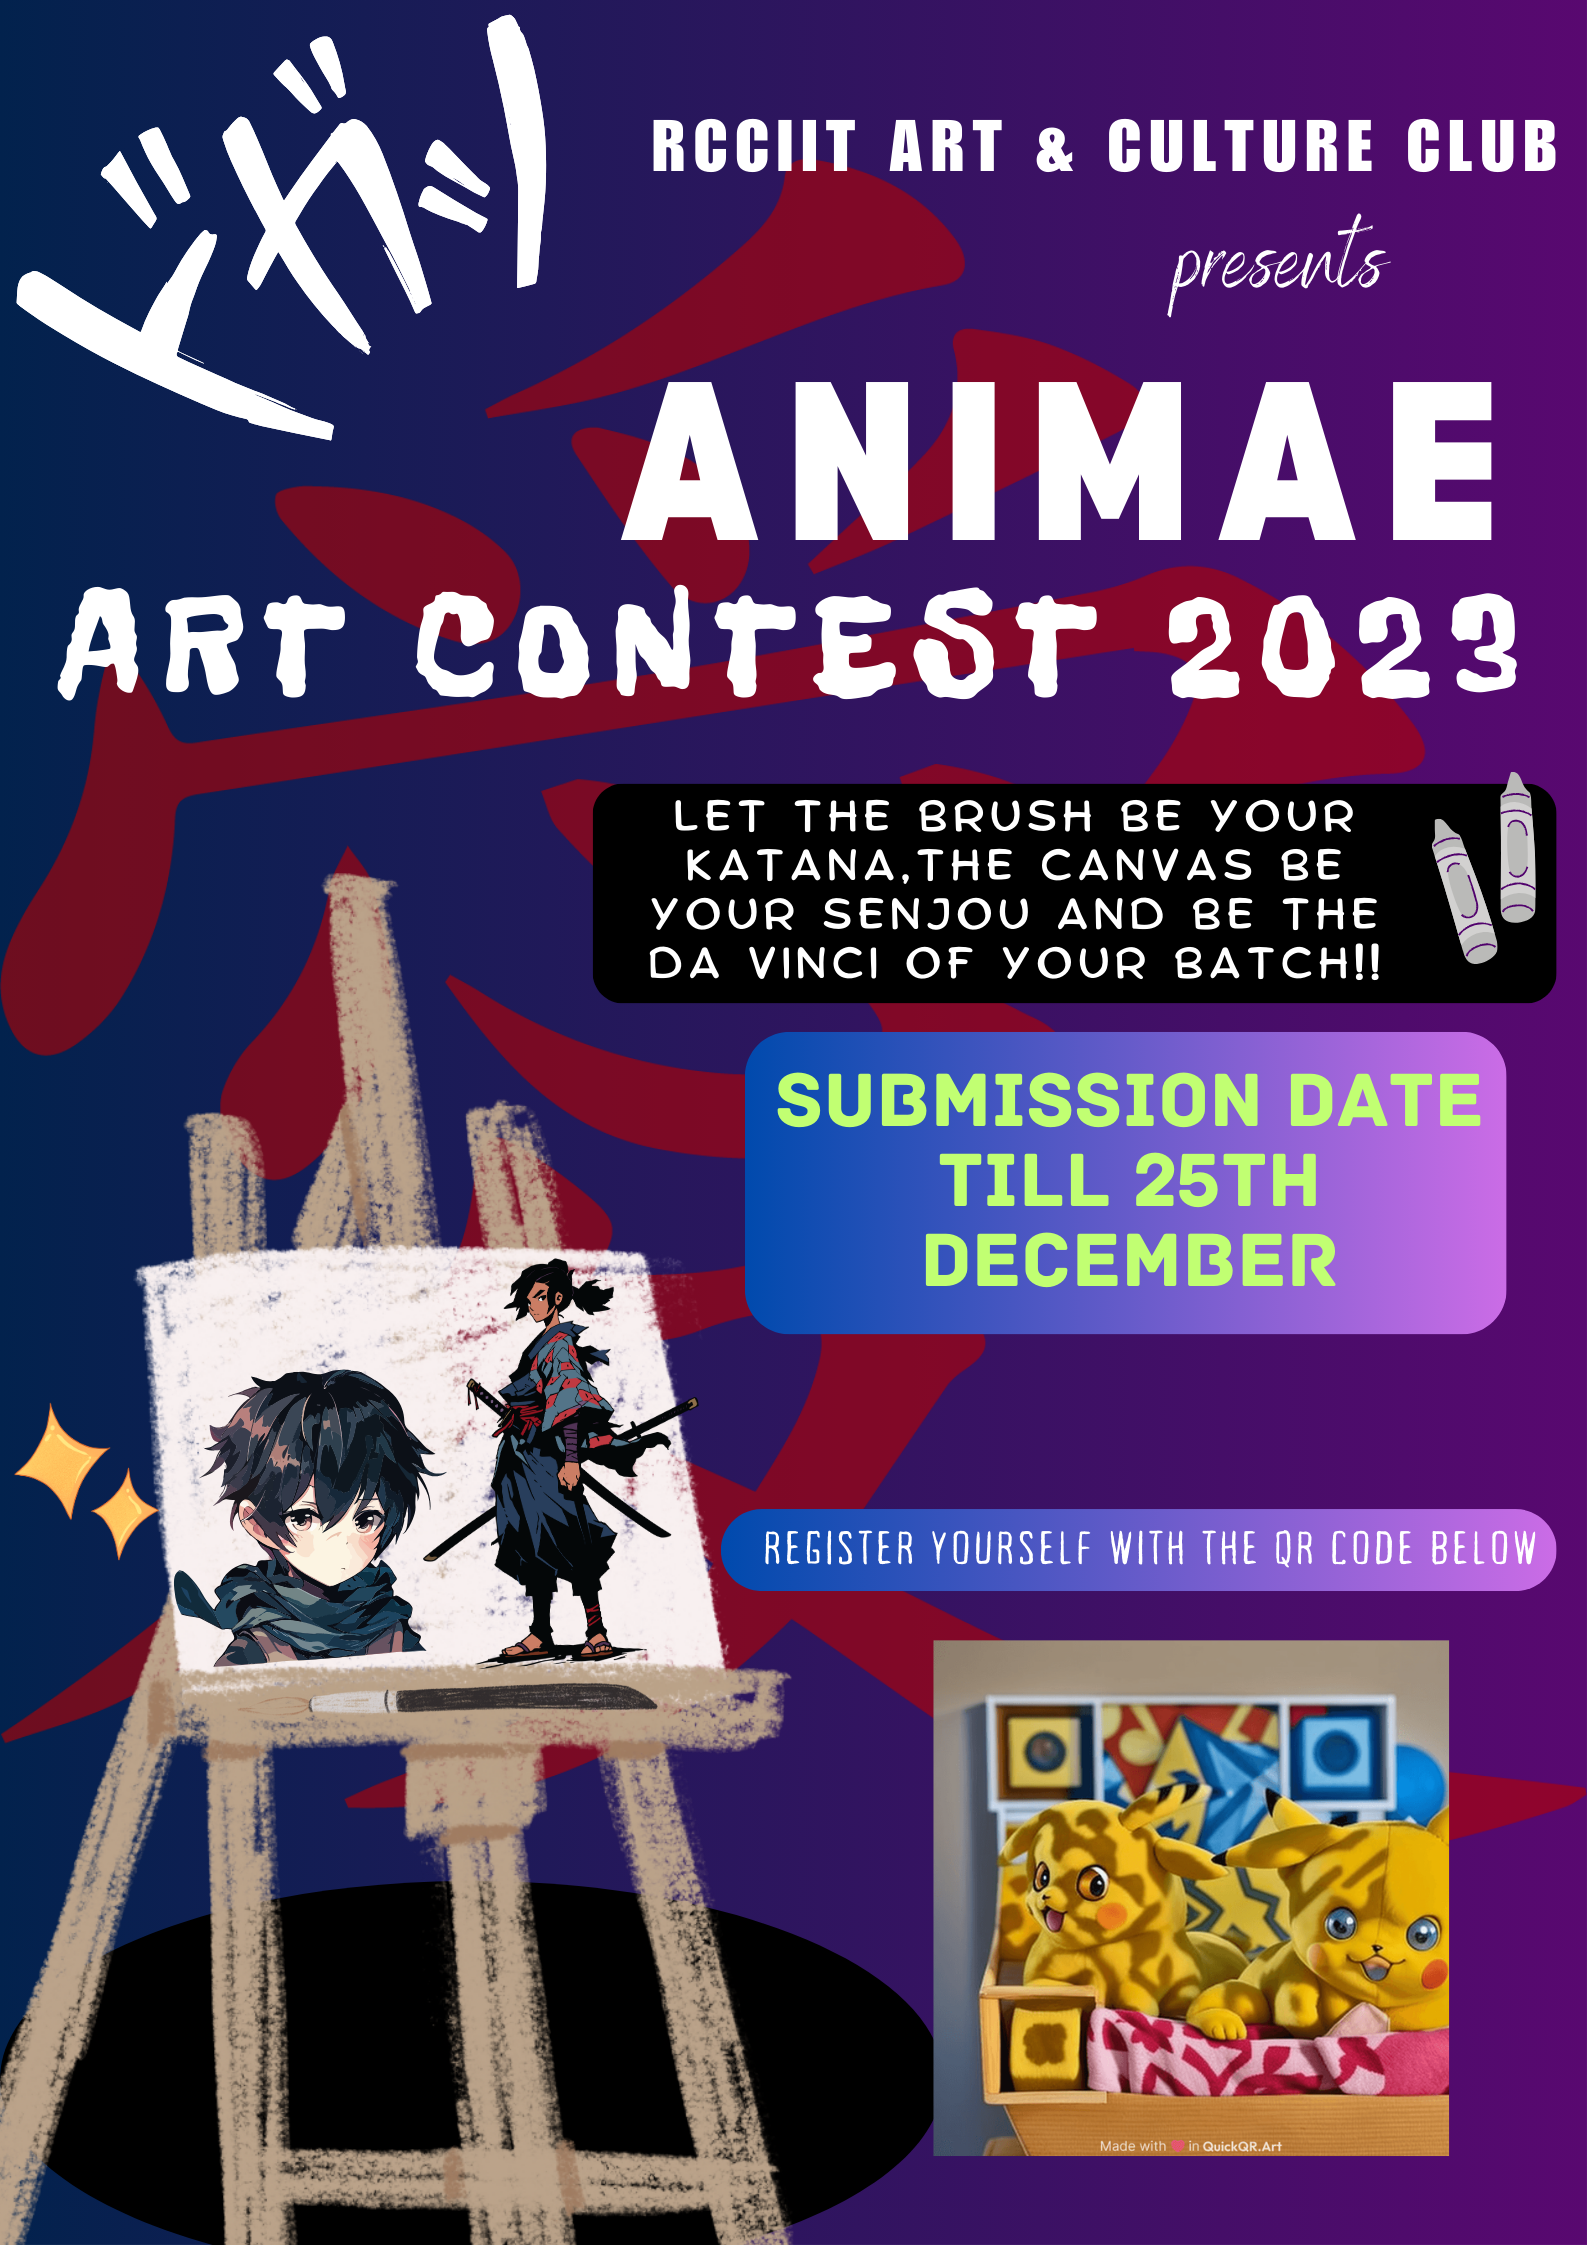 ドガッ
RCCIIT ART & CULTURE CLUB
presents
ANIMAE
ART CONTEST 2023
LET THE BRUSH BE YOUR
KATANA,THE CANVAS BE
YOUR SENJOU AND BE THE
DA VINCI OF YOUR BATCH!!
SUBMISSION DATE
TILL 25TH
DECEMBER
REGISTER YOURSELF WITH THE QR CODE BELOW
Made with ❤ in QuickQR.Art